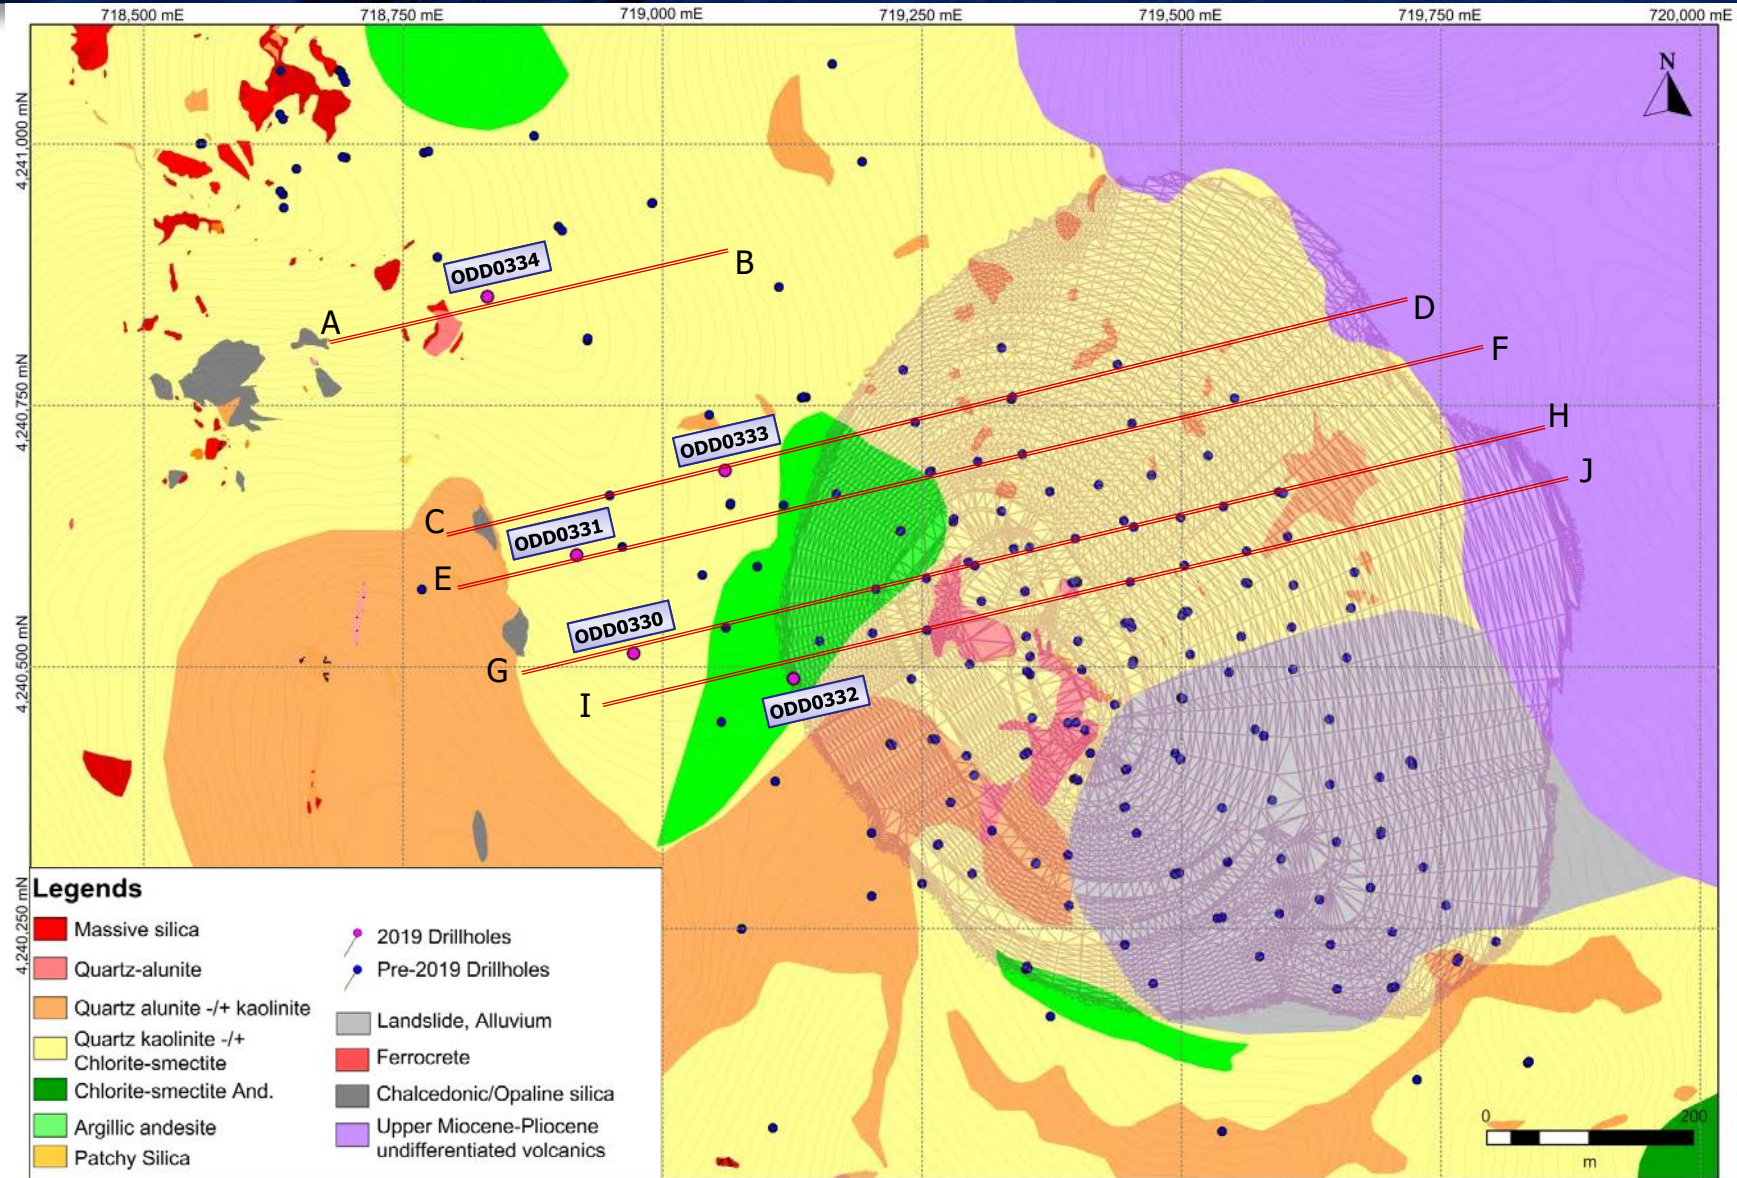 718,500 mE
718,750 mE
719,000 mE
719,250 mE
719,500 mE
719,750 mE
720,000 mE
N
4,241,000 mN
4,240,750 mN
4,240,500 mN
4,240,250 mN
ODD0334
A
B
ODD0333
C
D
ODD0331
E
F
ODD0330
G
H
ODD0332
I
J
Legends
Massive silica
Quartz-alunite
Quartz alunite -/+ kaolinite
Quartz kaolinite -/+
Chlorite-smectite
Chlorite-smectite And.
Argillic andesite
Patchy Silica
2019 Drillholes
Pre-2019 Drillholes
Landslide, Alluvium
Ferrocrete
Chalcedonic/Opaline silica
Upper Miocene-Pliocene
undifferentiated volcanics
0 200
m